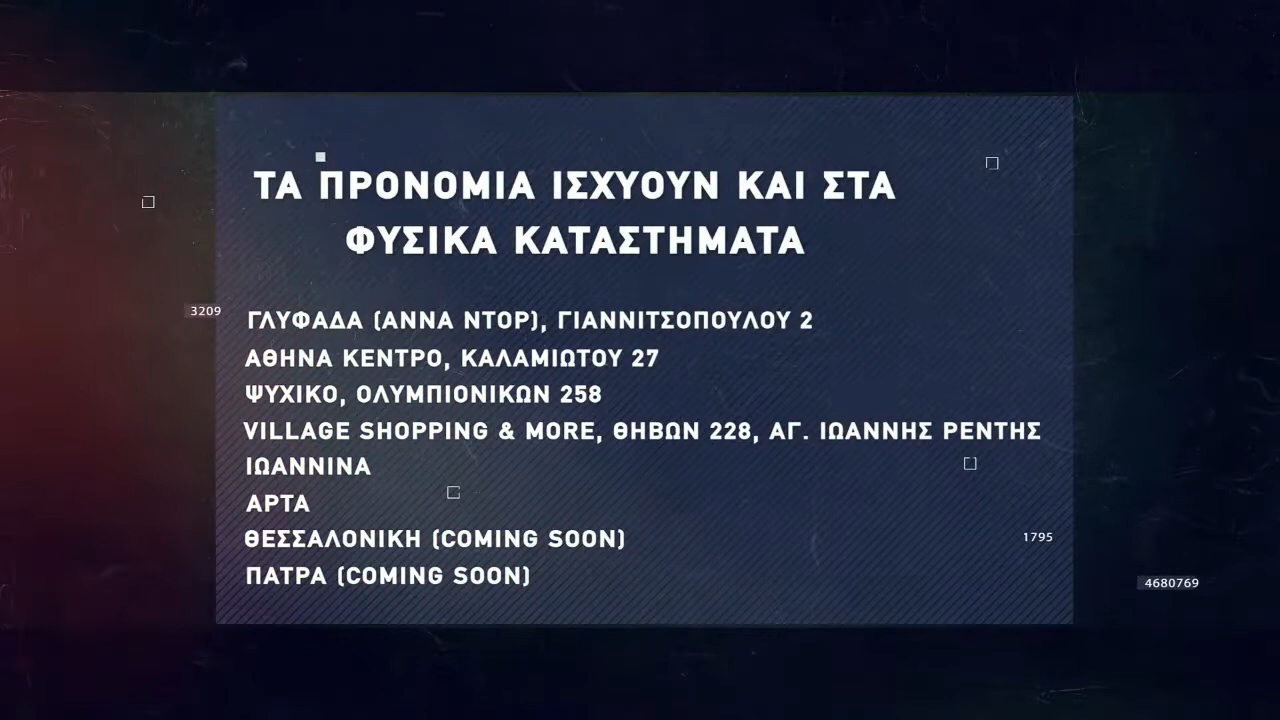 ΤΑ ΠΡΟΝΟΜΙΑ ΙΣΧΥΟΥΝ ΚΑΙ ΣΤΑ
ΦΥΣΙΚΑ ΚΑΤΑΣΤΗΜΑΤΑ
3209
ΓΛΥΦΑΔΑ (ΑΝΝΑ ΝΤΟΡ), ΓΙΑΝΝΙΤΣΟΠΟΥΛΟΥ 2
ΑΘΗΝΑ ΚΕΝΤΡΟ, ΚΑΛΑΜΙΩΤΟΥ 27
ΨΥΧΙΚΟ, ΟΛΥΜΠΙΟΝΙΚΩΝ 258
VILLAGE SHOPPING & MORE, ΘΗΒΩΝ 228, ΑΓ. ΙΩΑΝΝΗΣ ΡΕΝΤΗΣ
ΙΩΑΝΝΙΝΑ
ΑΡΤΑ
ΘΕΣΣΑΛΟΝΙΚΗ (COMING SOON)
1795
ΠΑΤΡΑ (COMING SOON)
4680769